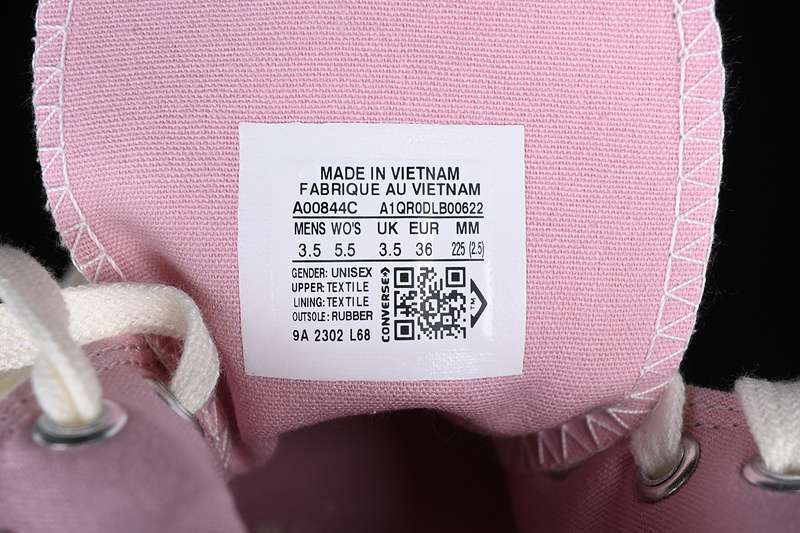 MADE IN VIETNAM
FABRIQUE AU VIETNAM
A00844C A1QR0DLB00622
MENS WO'S UK EUR MM
3.5 5.5 3.5 36 225 (2.5)
GENDER: UNISEX
UPPER: TEXTILE
LINING: TEXTILE
OUTSOLE: RUBBER
9A 2302 L68
CONVERSE
TM